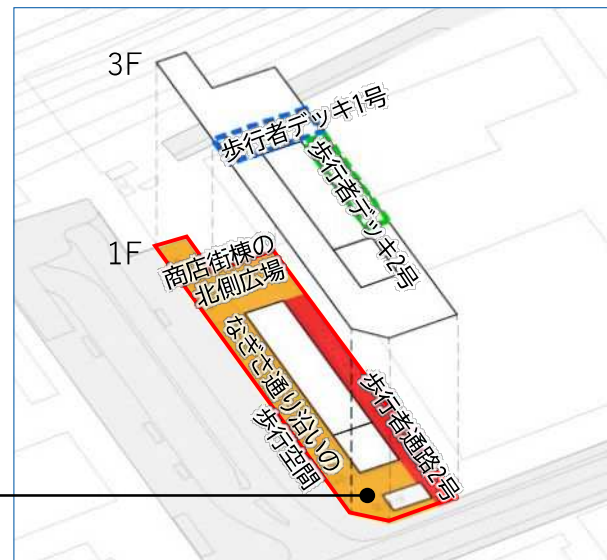 3F
歩行者デッキ1号
歩行者デッキ2号
1F
商店街棟の
北側広場
なぎさ通り沿いの
歩行空間
歩行者通路2号